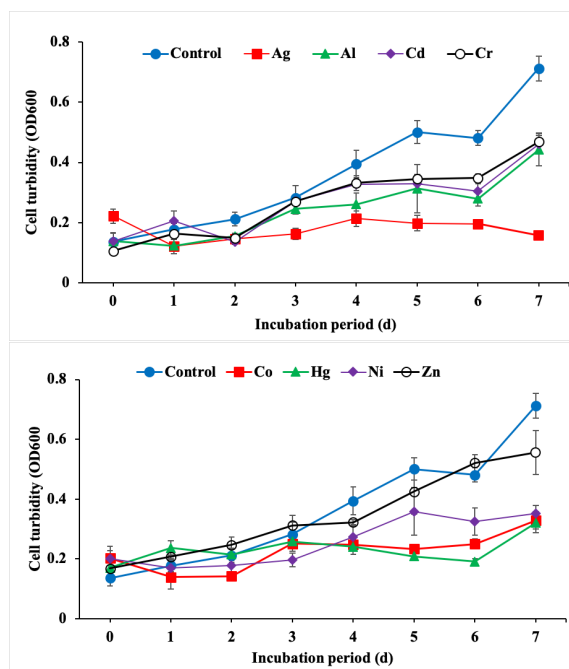 Control Ag Al Cd Cr
Cell turbidity (OD600
0.8
0.6
0.4
0.2
0
0 1 2 3 4 5 6 7
Incubation period (d)
Control Co Hg Ni Zn
Cell turbidity (OD600
0.8
0.6
0.4
0.2
0
0 1 2 3 4 5 6 7
Incubation period (d)